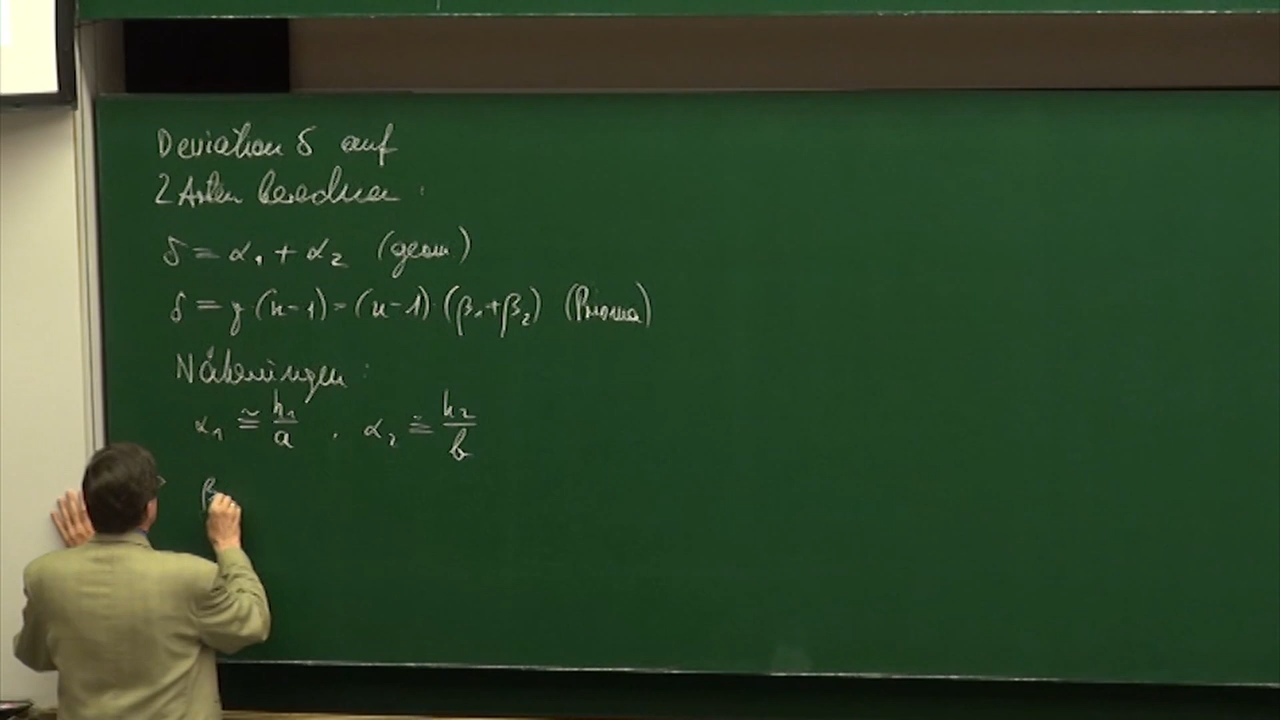 Deviation δ auf
2 Arten berechnen :
δ = α₁ + α₂ (geom)
δ = γ (n-1) = (n-1) · (β₁+β₂) (Prisma)
Näherungen :
α₁ ≅ h₁/a , α₂ ≅ h₂/b
β